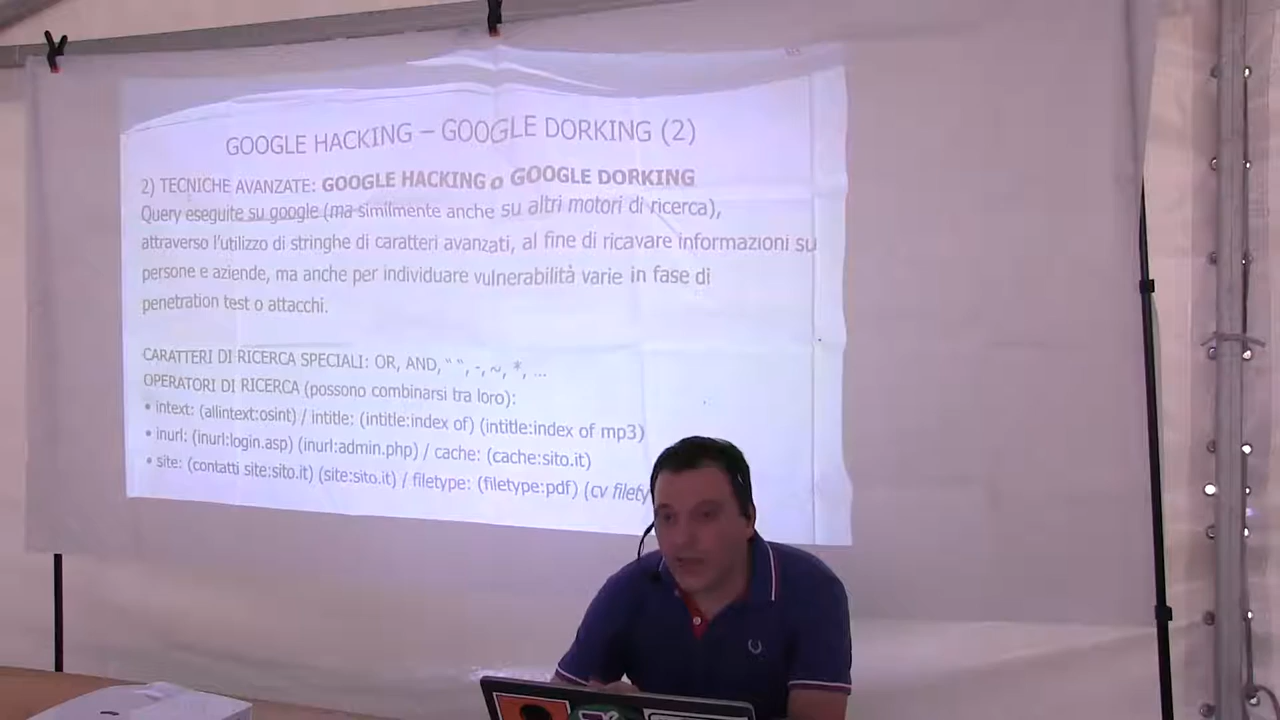 GOOGLE HACKING – GOOGLE DORKING (2)
2) TECNICHE AVANZATE: GOOGLE HACKING o GOOGLE DORKING
Query eseguite su google (ma similmente anche su altri motori di ricerca),
attraverso l'utilizzo di stringhe di caratteri avanzati, al fine di ricavare informazioni su
persone e aziende, ma anche per individuare vulnerabilità varie in fase di
penetration test o attacchi.
CARATTERI DI RICERCA SPECIALI: OR, AND, " ", -, ~, *, ...
OPERATORI DI RICERCA (possono combinarsi tra loro):
• intext: (allintext:osint) / intitle: (intitle:index of) (intitle:index of mp3)
• inurl: (inurl:login.asp) (inurl:admin.php) / cache: (cache:sito.it)
• site: (contatti site:sito.it) (site:sito.it) / filetype: (filetype:pdf) (cv filety